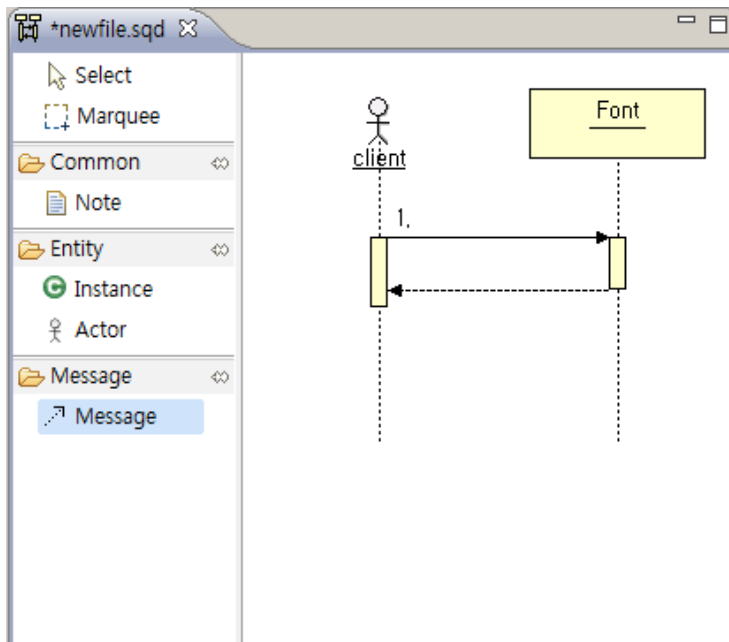 *newfile.sqd
Select
Marquee
Common
Note
Entity
Instance
Actor
Message
Message
client
Font
1.